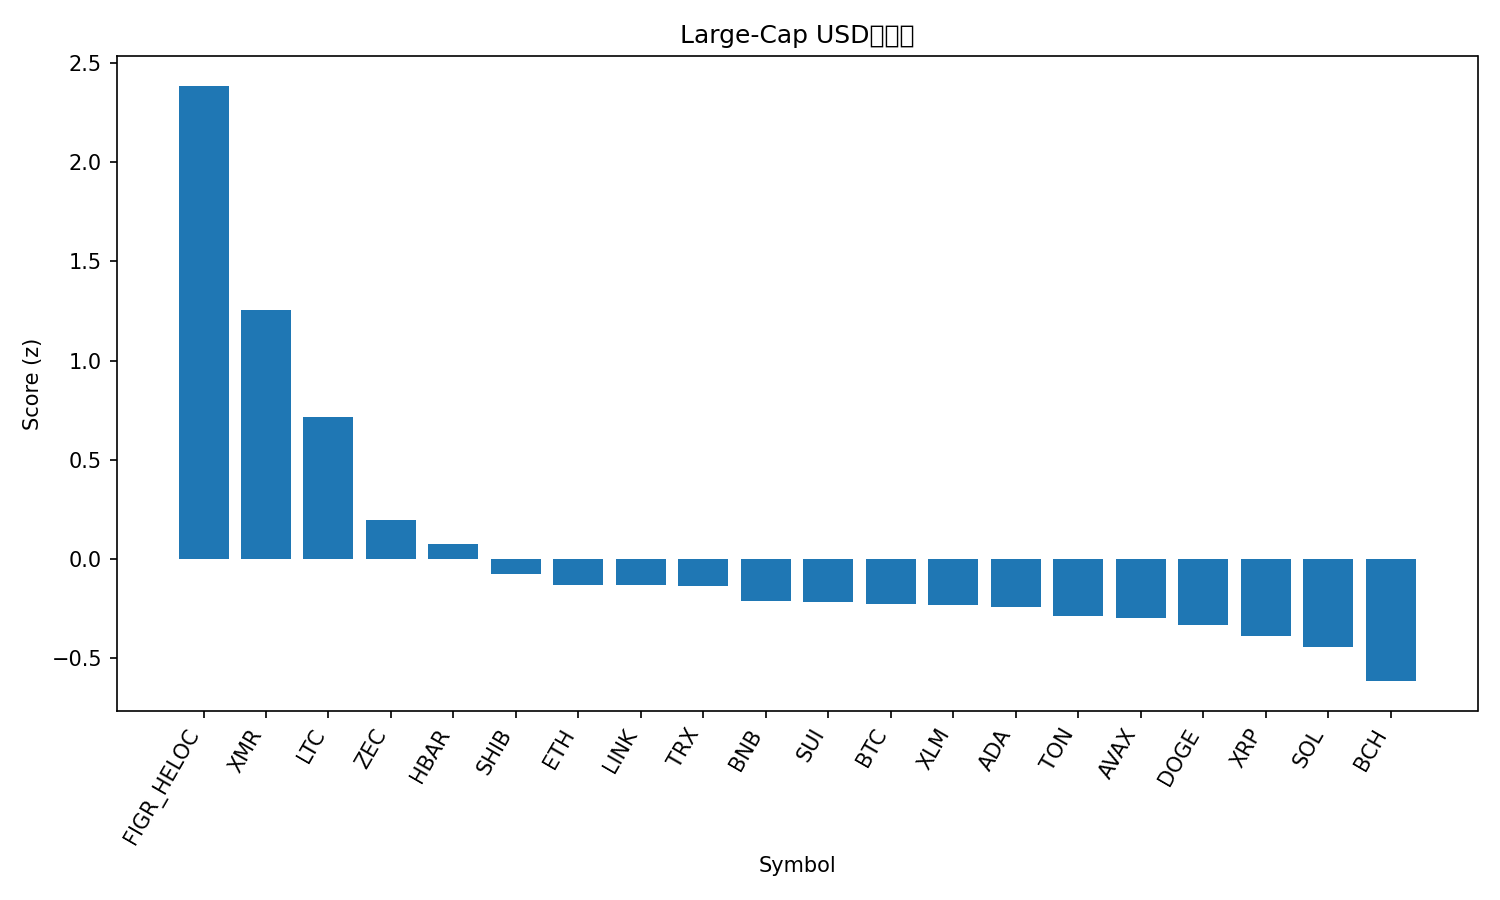 Large-Cap USD
Score (z)
2.5
2.0
1.5
1.0
0.5
0.0
−0.5
FIGR_HELOC
XMR
LTC
ZEC
HBAR
SHIB
ETH
LINK
TRX
BNB
SUI
BTC
XLM
ADA
TON
AVAX
DOGE
XRP
SOL
BCH
Symbol